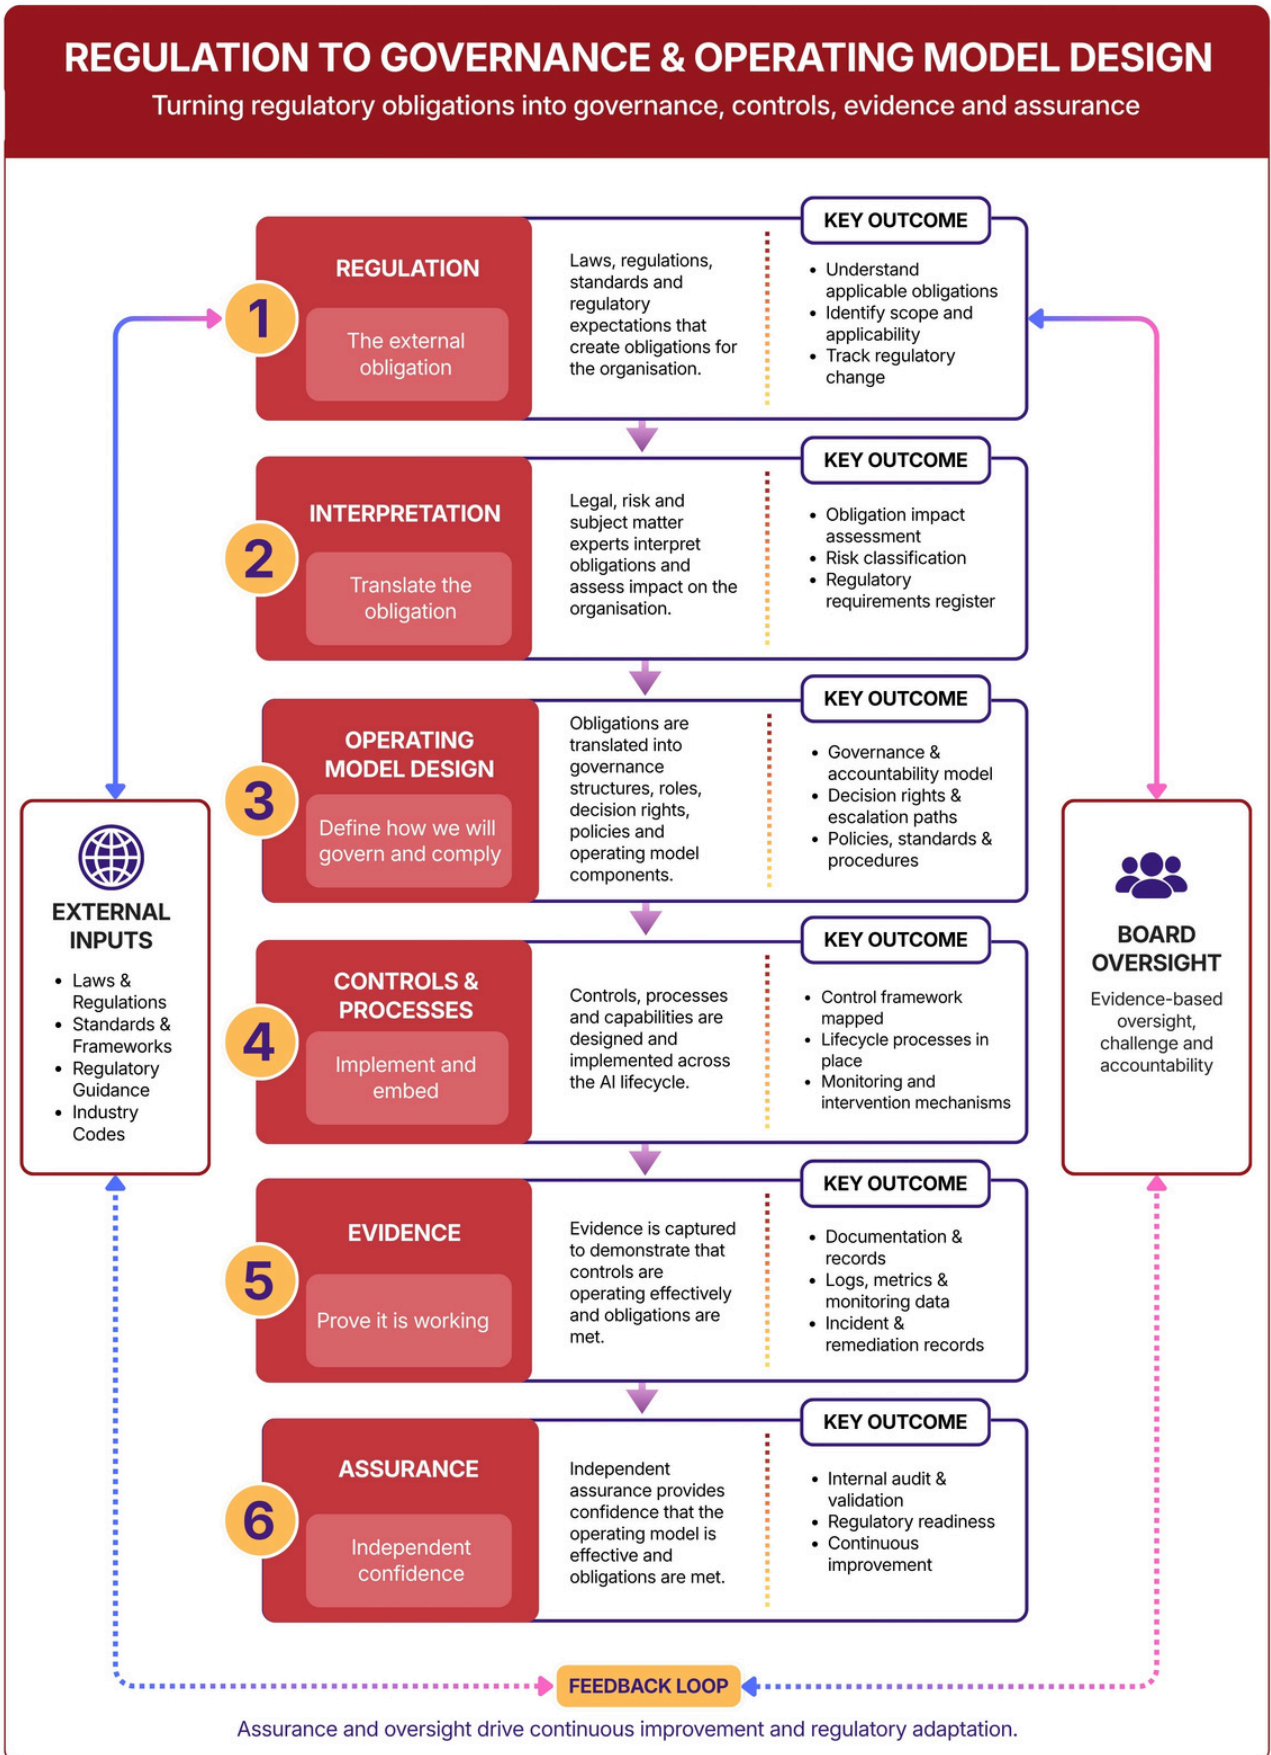 REGULATION TO GOVERNANCE & OPERATING MODEL DESIGN
Turning regulatory obligations into governance, controls, evidence and assurance
1
REGULATION
The external
obligation
Laws, regulations,
standards and
regulatory
expectations that
create obligations for
the organisation.
KEY OUTCOME
• Understand
applicable obligations
• Identify scope and
applicability
• Track regulatory
change
2
INTERPRETATION
Translate the
obligation
Legal, risk and
subject matter
experts interpret
obligations and
assess impact on the
organisation.
KEY OUTCOME
• Obligation impact
assessment
• Risk classification
• Regulatory
requirements register
3
OPERATING
MODEL DESIGN
Define how we will
govern and comply
Obligations are
translated into
governance
structures, roles,
decision rights,
policies and
operating model
components.
KEY OUTCOME
• Governance &
accountability model
• Decision rights &
escalation paths
• Policies, standards &
procedures
EXTERNAL
INPUTS
• Laws &
Regulations
• Standards &
Frameworks
• Regulatory
Guidance
• Industry
Codes
BOARD
OVERSIGHT
Evidence-based
oversight,
challenge and
accountability
4
CONTROLS &
PROCESSES
Implement and
embed
Controls, processes
and capabilities are
designed and
implemented across
the AI lifecycle.
KEY OUTCOME
• Control framework
mapped
• Lifecycle processes in
place
• Monitoring and
intervention mechanisms
5
EVIDENCE
Prove it is working
Evidence is captured
to demonstrate that
controls are
operating effectively
and obligations are
met.
KEY OUTCOME
• Documentation &
records
• Logs, metrics &
monitoring data
• Incident &
remediation records
6
ASSURANCE
Independent
confidence
Independent
assurance provides
confidence that the
operating model is
effective and
obligations are met.
KEY OUTCOME
• Internal audit &
validation
• Regulatory readiness
• Continuous
improvement
FEEDBACK LOOP
Assurance and oversight drive continuous improvement and regulatory adaptation.